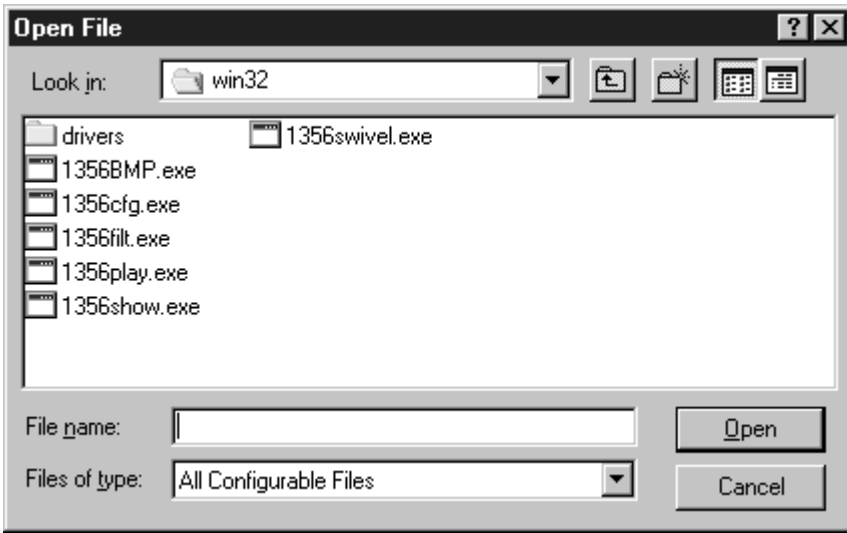 Open File
Look in: win32
drivers 1356swivel.exe
1356BMP.exe
1356cfg.exe
1356filt.exe
1356play.exe
1356show.exe
File name: Open
Files of type: All Configurable Files Cancel